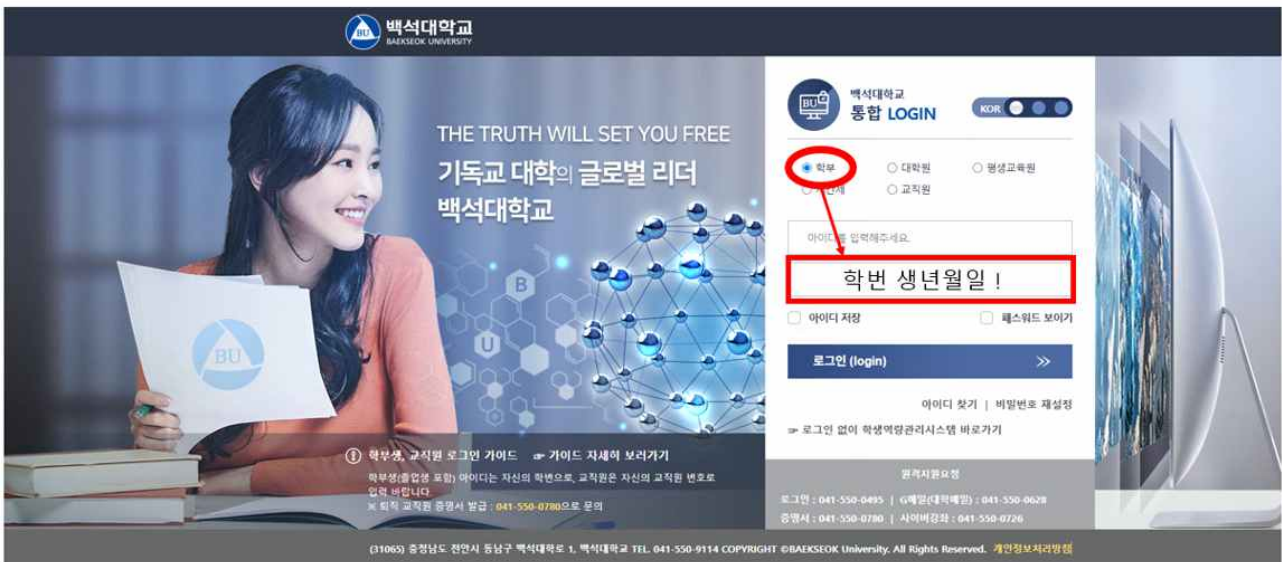 백석대학교
BAEKSEOK UNIVERSITY
THE TRUTH WILL SET YOU FREE
기독교 대학의 글로벌 리더
백석대학교
BU
B
U
BU
백석대학교
통합 LOGIN
KOR
학부
대학원
평생교육원
교직원
아이디를 입력해주세요.
학번 생년월일 !
아이디 저장
패스워드 보이기
로그인 (login)
아이디 찾기 | 비밀번호 재설정
☞ 로그인 없이 학생역량관리시스템 바로가기
학부생, 교직원 로그인 가이드 ☞ 가이드 자세히 보러가기
학부생(졸업생 포함) 아이디는 자신의 학번으로, 교직원은 자신의 교직원 번호로
입력 바랍니다.
※ 퇴직 교직원 증명서 발급 : 041-550-0780으로 문의
원격지원요청
로그인 : 041-550-0495 | G메일(대학메일) : 041-550-0628
증명서 : 041-550-0780 | 사이버강좌 : 041-550-0726
(31065) 충청남도 천안시 동남구 백석대학로 1, 백석대학교 TEL. 041-550-9114 COPYRIGHT ©BAEKSEOK University. All Rights Reserved. 개인정보처리방침